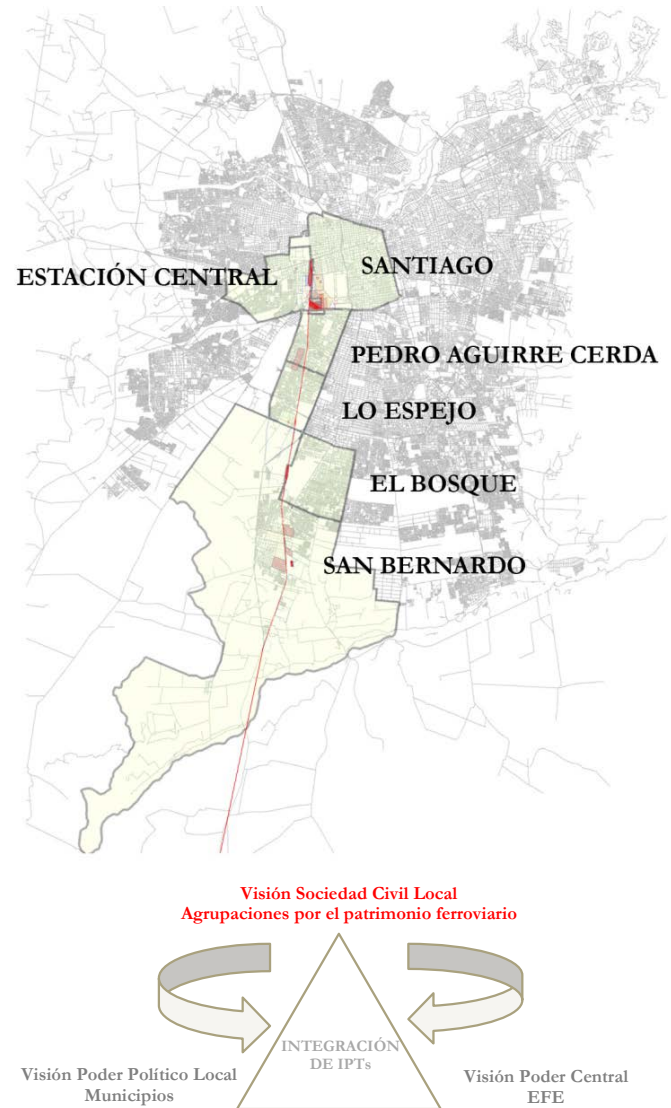 ESTACIÓN CENTRAL
SANTIAGO
PEDRO AGUIRRE CERDA
LO ESPEJO
EL BOSQUE
SAN BERNARDO
Visión Sociedad Civil Local
Agrupaciones por el patrimonio ferroviario
INTEGRACIÓN
DE IPTs
Visión Poder Político Local
Municipios
Visión Poder Central
EFE